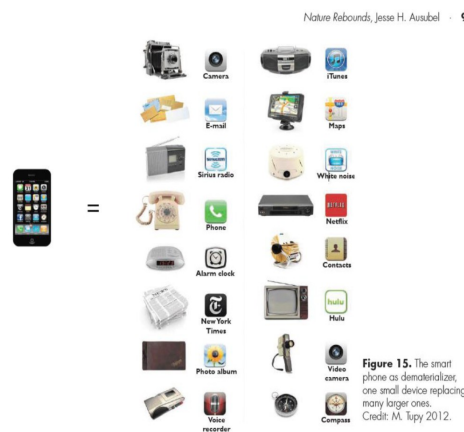 Nature Rebounds, Jesse H. Ausubel · 9
Camera
iTunes
E-mail
Maps
Sirius radio
White noise
=
Phone
NETFLIX
Netflix
Alarm clock
Contacts
New York
Times
hulu
Hulu
Photo album
Video
camera
Voice
recorder
Compass
Figure 15. The smart
phone as dematerializer,
one small device replacing
many larger ones.
Credit: M. Tupy 2012.